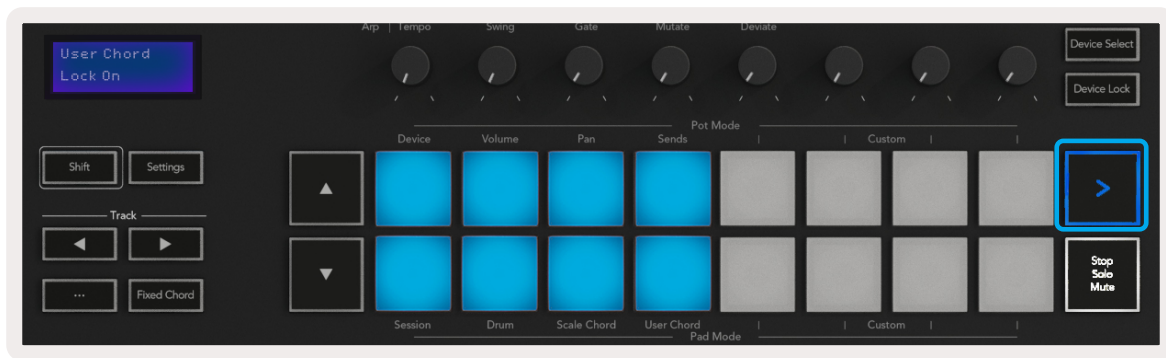 Arp | Tempo Swing Gate Mutate Deviate
User Chord
Lock On
Device Select
Device Lock
Pot Mode
Device Volume Pan Sends | | Custom | |
Shift Settings
Track
... Fixed Chord
>
Stop
Solo
Mute
Session Drum Scale Chord User Chord | | Custom | |
Pad Mode